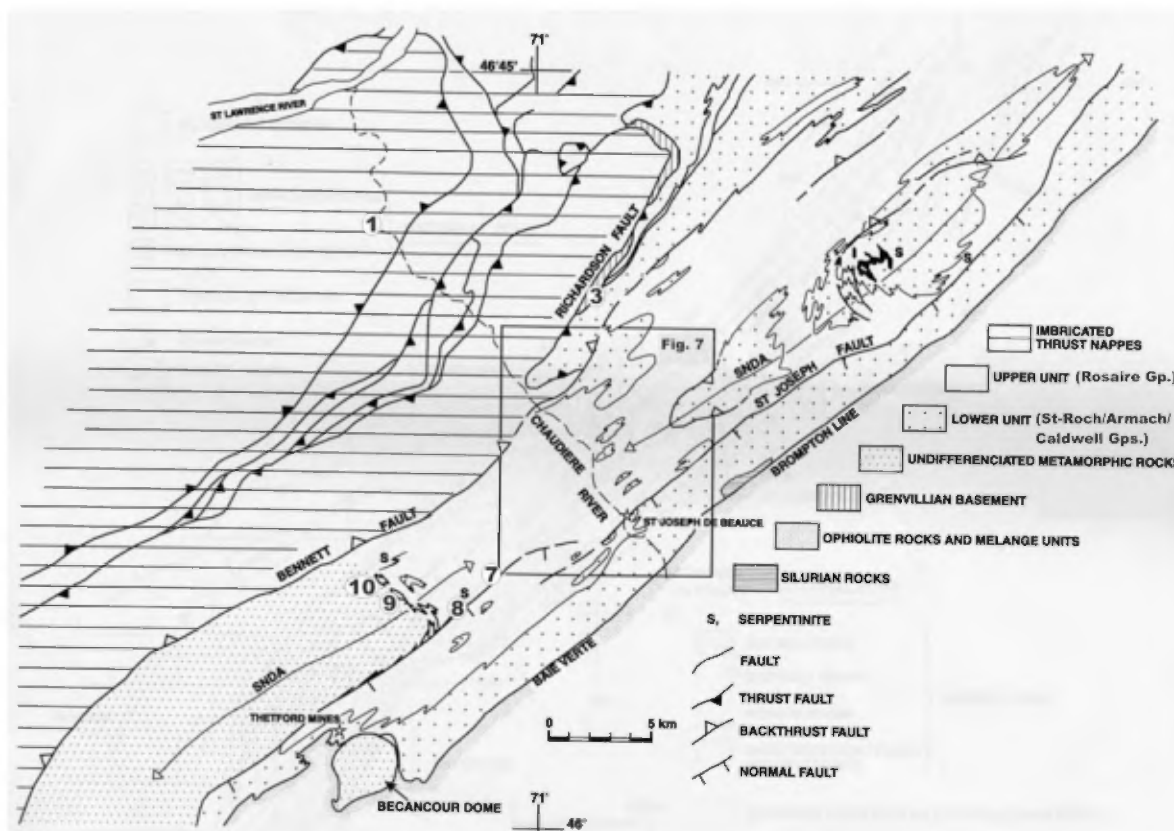 71°
46°45'
ST LAWRENCE RIVER
1
RICHARDSON FAULT
3
Fig. 7
S
S
SNDA
ST JOSEPH FAULT
BROMPTON LINE
CHAUDIERE RIVER
ST JOSEPH DE BEAUCE
BENNETT FAULT
S
10
9
7
S
8
SNDA
BAIE VERTE
THETFORD MINES
BECANCOUR DOME
IMBRICATED
THRUST NAPPES
UPPER UNIT (Rosaire Gp.)
LOWER UNIT (St-Roch/Armach/
Caldwell Gps.)
UNDIFFERENCIATED METAMORPHIC ROCKS
GRENVILLIAN BASEMENT
OPHIOLITE ROCKS AND MELANGE UNITS
SILURIAN ROCKS
S, SERPENTINITE
FAULT
THRUST FAULT
BACKTHRUST FAULT
NORMAL FAULT
0 5 km
71°
46°